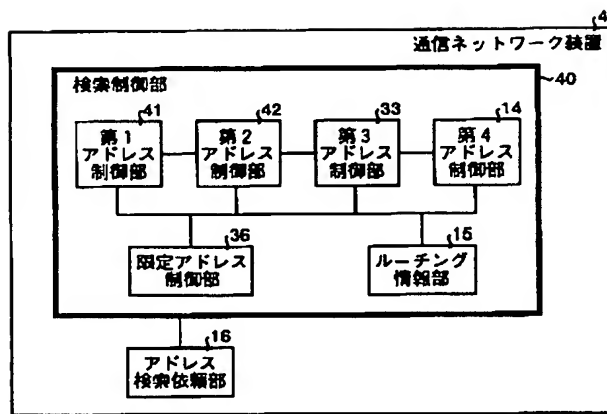 4
通信ネットワーク装置
検索制御部
40
41
第1
アドレス
制御部
42
第2
アドレス
制御部
33
第3
アドレス
制御部
14
第4
アドレス
制御部
36
限定アドレス
制御部
15
ルーチング
情報部
16
アドレス
検索依頼部